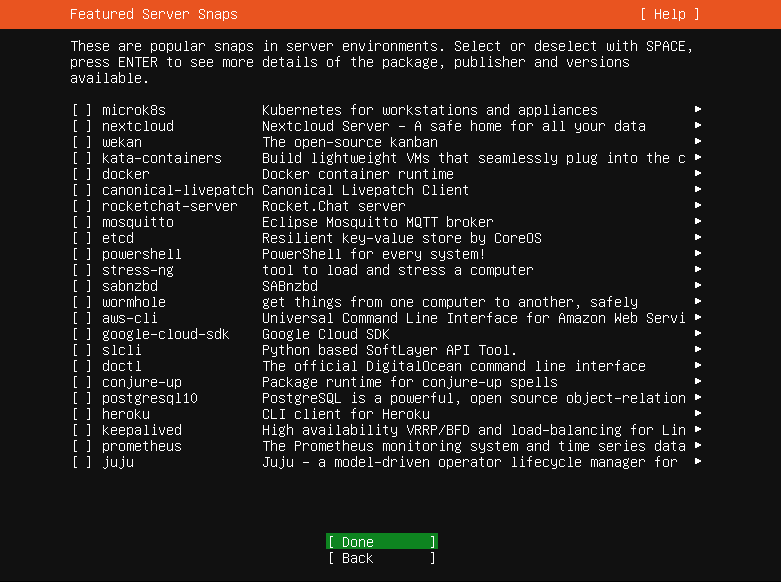 Featured Server Snaps [ Help ]
These are popular snaps in server environments. Select or deselect with SPACE,
press ENTER to see more details of the package, publisher and versions
available.
[ ] microk8s Kubernetes for workstations and appliances ▸
[ ] nextcloud Nextcloud Server - A safe home for all your data ▸
[ ] wekan The open-source kanban ▸
[ ] kata-containers Build lightweight VMs that seamlessly plug into the c ▸
[ ] docker Docker container runtime ▸
[ ] canonical-livepatch Canonical Livepatch Client ▸
[ ] rocketchat-server Rocket.Chat server ▸
[ ] mosquitto Eclipse Mosquitto MQTT broker ▸
[ ] etcd Resilient key-value store by CoreOS ▸
[ ] powershell PowerShell for every system! ▸
[ ] stress-ng tool to load and stress a computer ▸
[ ] sabnzbd SABnzbd ▸
[ ] wormhole get things from one computer to another, safely ▸
[ ] aws-cli Universal Command Line Interface for Amazon Web Servi ▸
[ ] google-cloud-sdk Google Cloud SDK ▸
[ ] slcli Python based SoftLayer API Tool. ▸
[ ] doctl The official DigitalOcean command line interface ▸
[ ] conjure-up Package runtime for conjure-up spells ▸
[ ] postgresql10 PostgreSQL is a powerful, open source object-relation ▸
[ ] heroku CLI client for Heroku ▸
[ ] keepalived High availability VRRP/BFD and load-balancing for Lin ▸
[ ] prometheus The Prometheus monitoring system and time series data ▸
[ ] juju Juju - a model-driven operator lifecycle manager for ▸
[ Done ]
[ Back ]